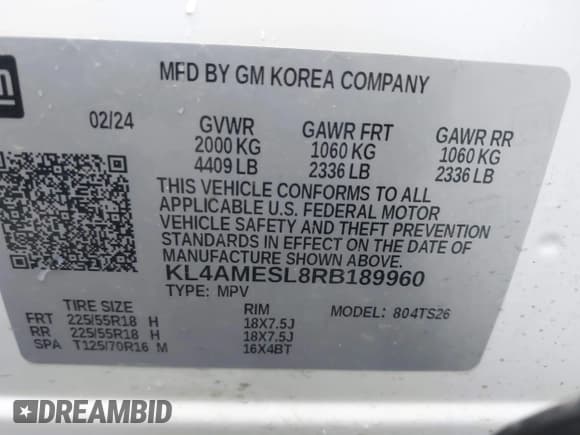 gm
MFD BY GM KOREA COMPANY
02/24 GVWR GAWR FRT GAWR RR
2000 KG 1060 KG 1060 KG
4409 LB 2336 LB 2336 LB
THIS VEHICLE CONFORMS TO ALL
APPLICABLE U.S. FEDERAL MOTOR
VEHICLE SAFETY AND THEFT PREVENTION
STANDARDS IN EFFECT ON THE DATE OF
MANUFACTURE SHOWN ABOVE.
KL4AMESL8RB189960
TYPE: MPV
TIRE SIZE RIM MODEL: 804TS26
FRT 225/55R18 H 18X7.5J
RR 225/55R18 H 18X7.5J
SPA T125/70R16 M 16X4BT
DREAMBID